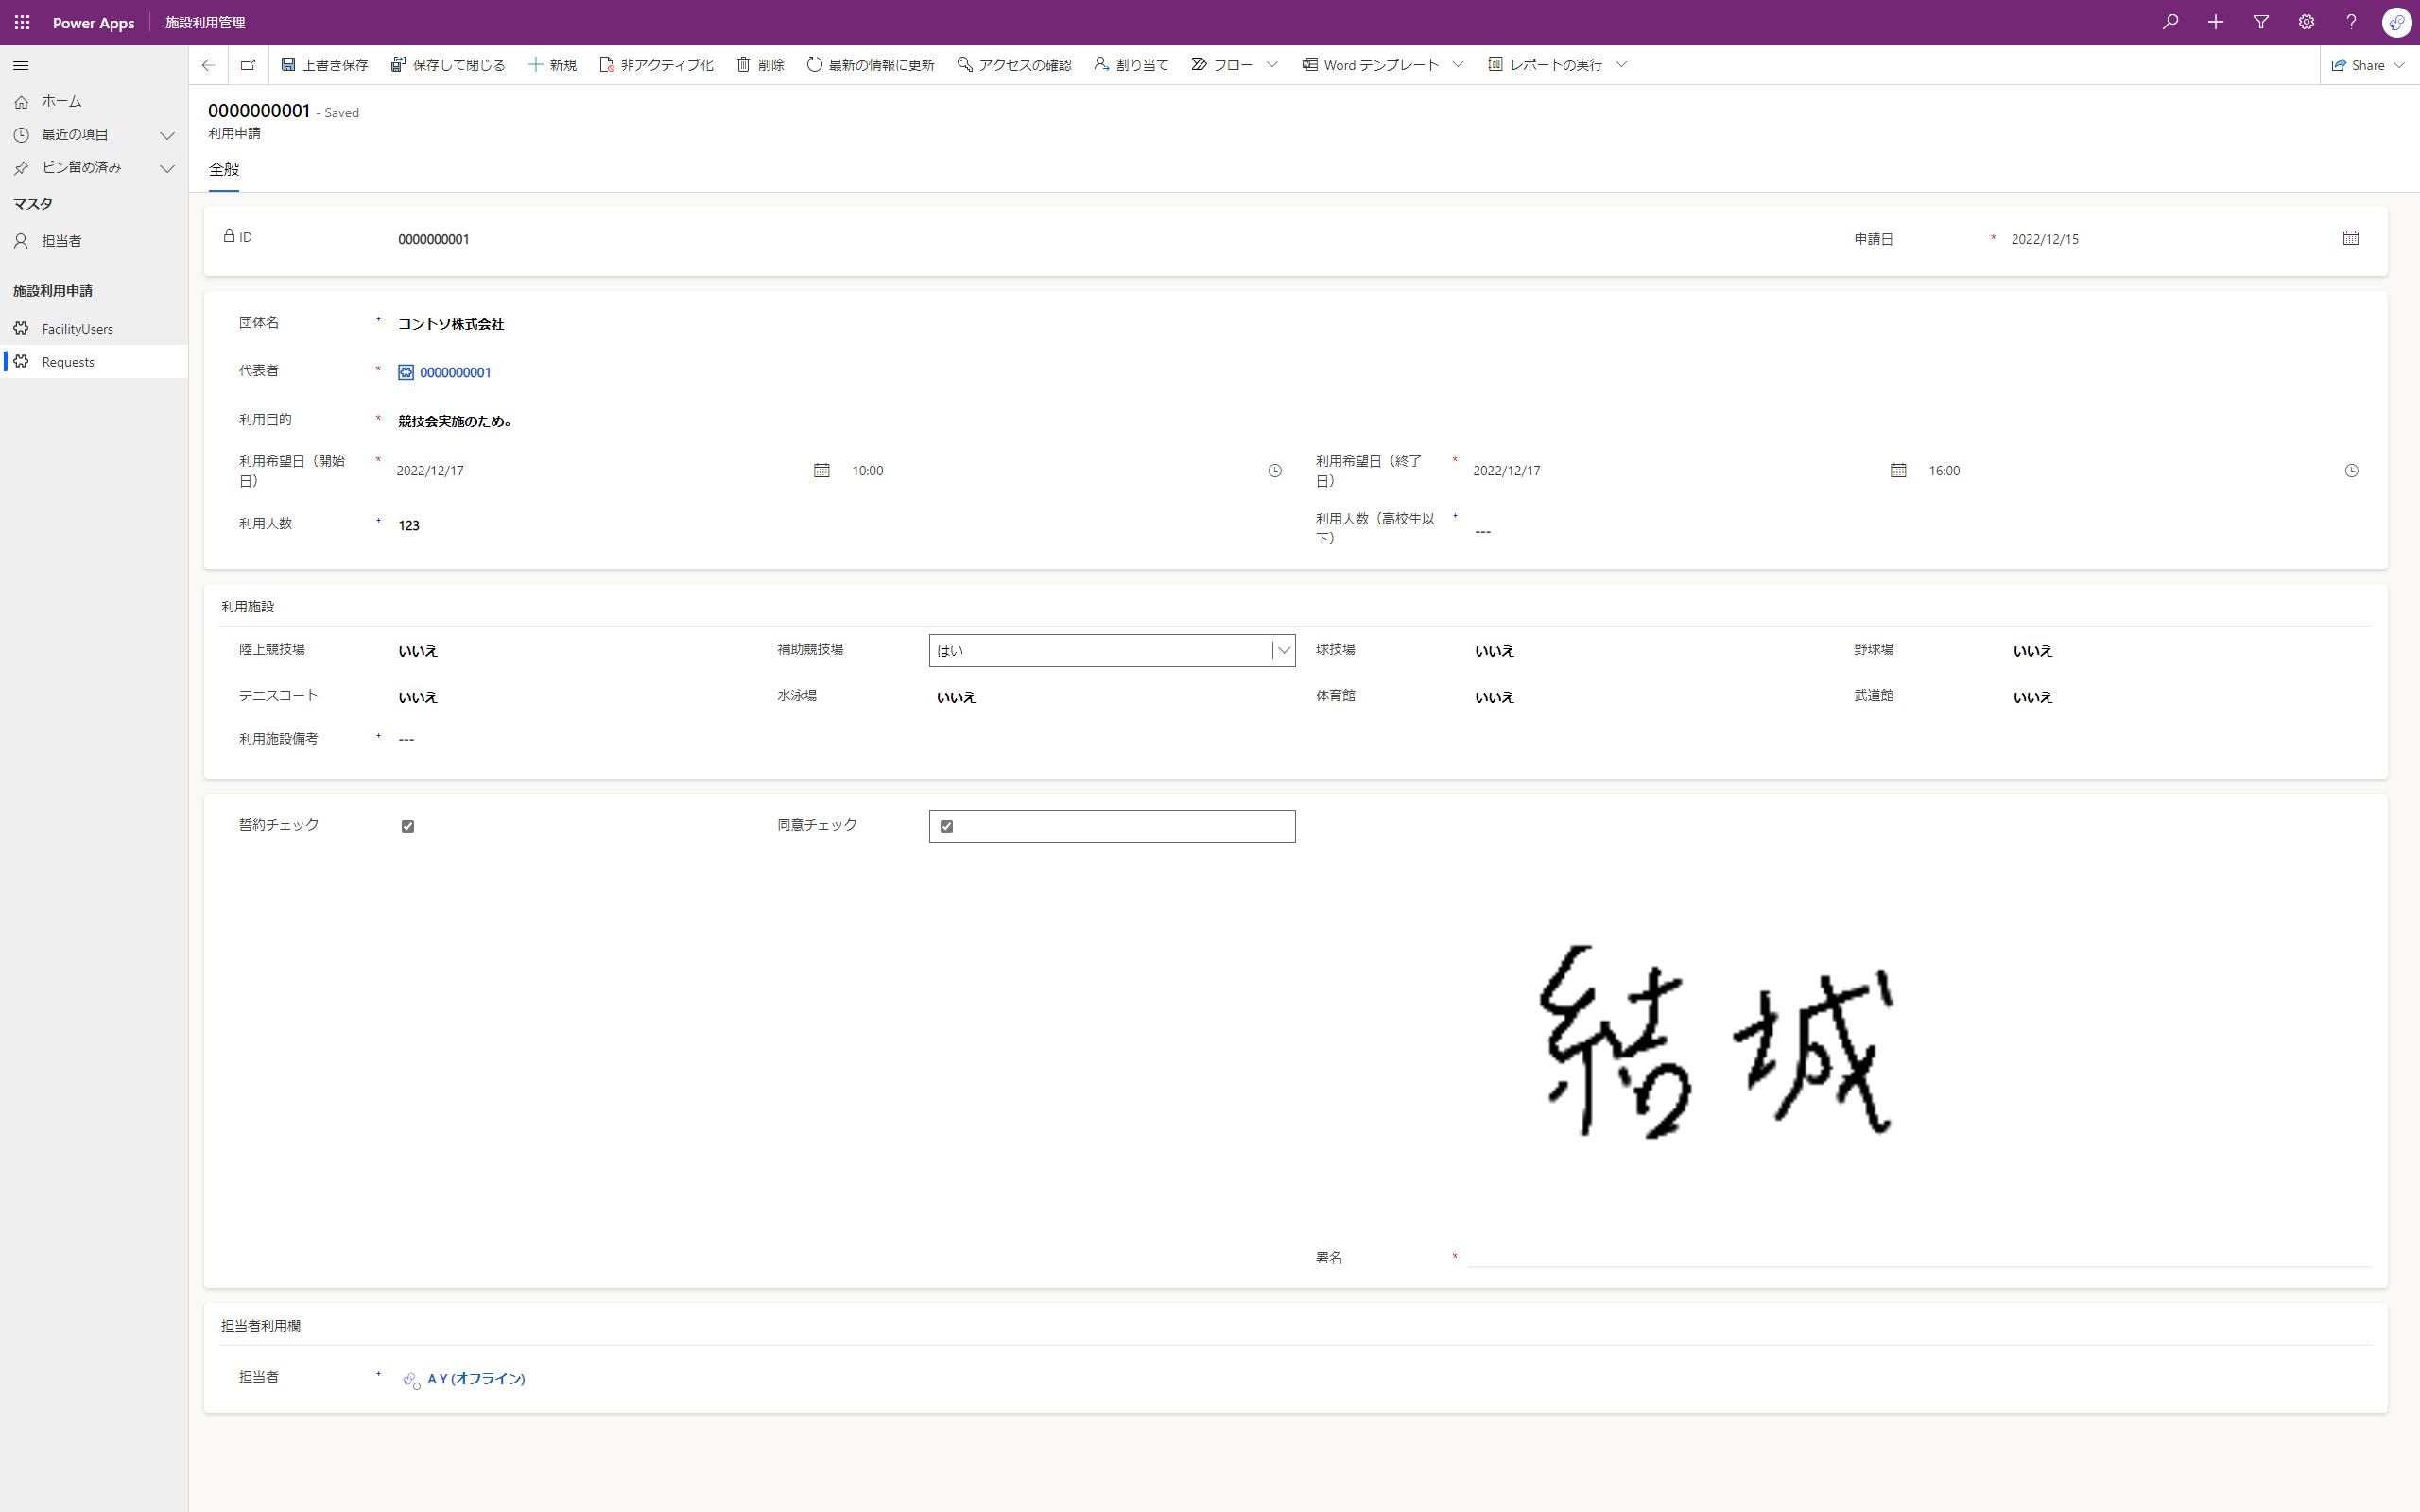 Power Apps 施設利用管理
上書き保存 保存して閉じる 新規 非アクティブ化 削除 最新の情報に更新 アクセスの確認 割り当て フロー Word テンプレート レポートの実行 Share
ホーム
最近の項目
ピン留め済み
マスタ
担当者
施設利用申請
FacilityUsers
Requests
0000000001 - Saved
利用申請
全般
ID 0000000001 申請日 * 2022/12/15
団体名 + コントソ株式会社
代表者 * 0000000001
利用目的 * 競技会実施のため。
利用希望日（開始日） * 2022/12/17 10:00 利用希望日（終了日） * 2022/12/17 16:00
利用人数 + 123 利用人数（高校生以下） + ---
利用施設
陸上競技場 いいえ 補助競技場 はい 球技場 いいえ 野球場 いいえ
テニスコート いいえ 水泳場 いいえ 体育館 いいえ 武道館 いいえ
利用施設備考 + ---
誓約チェック 同意チェック
結城
署名 *
担当者利用欄
担当者 + A Y (オフライン)